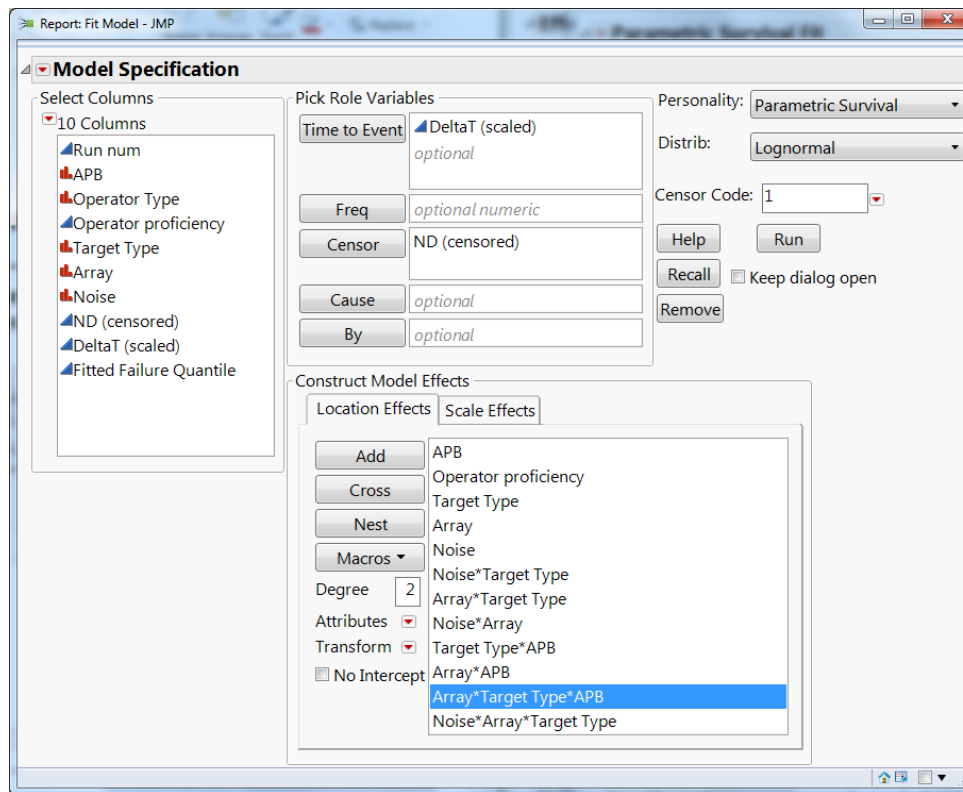 Report: Fit Model - JMP
Model Specification
Select Columns
10 Columns
Run num
APB
Operator Type
Operator proficiency
Target Type
Array
Noise
ND (censored)
DeltaT (scaled)
Fitted Failure Quantile
Pick Role Variables
Time to Event
DeltaT (scaled)
optional
Freq
optional numeric
Censor
ND (censored)
Cause
optional
By
optional
Personality:
Parametric Survival
Distrib:
Lognormal
Censor Code:
1
Help
Run
Recall
Keep dialog open
Remove
Construct Model Effects
Location Effects
Scale Effects
Add
Cross
Nest
Macros
Degree
2
Attributes
Transform
No Intercept
APB
Operator proficiency
Target Type
Array
Noise
Noise*Target Type
Array*Target Type
Noise*Array
Target Type*APB
Array*APB
Array*Target Type*APB
Noise*Array*Target Type